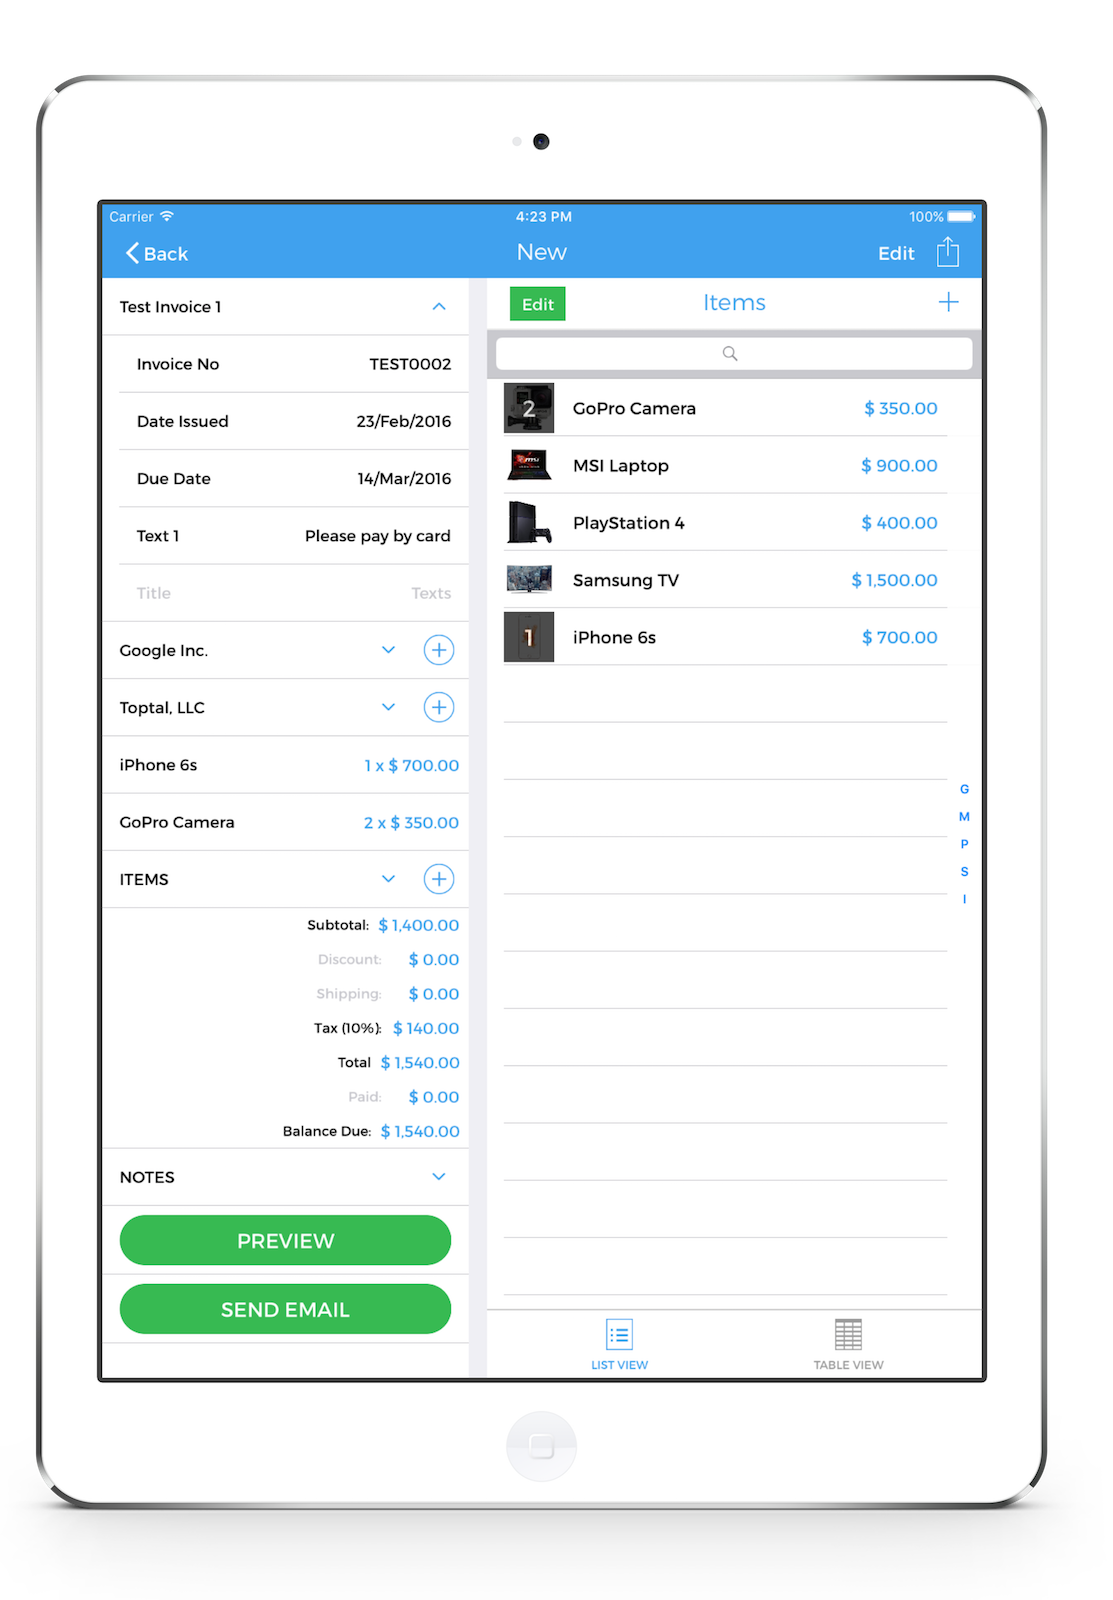 Carrier 4:23 PM 100%
Back New Edit
Test Invoice 1
Invoice No TEST0002
Date Issued 23/Feb/2016
Due Date 14/Mar/2016
Text 1 Please pay by card
Title Texts
Google Inc.
Toptal, LLC
iPhone 6s 1 x $ 700.00
GoPro Camera 2 x $ 350.00
ITEMS
Subtotal: $ 1,400.00
Discount: $ 0.00
Shipping: $ 0.00
Tax (10%): $ 140.00
Total $ 1,540.00
Paid: $ 0.00
Balance Due: $ 1,540.00
NOTES
PREVIEW
SEND EMAIL
Edit Items
2 GoPro Camera $ 350.00
msi MSI Laptop $ 900.00
PlayStation 4 $ 400.00
Samsung TV $ 1,500.00
1 iPhone 6s $ 700.00
G
M
P
S
I
LIST VIEW TABLE VIEW